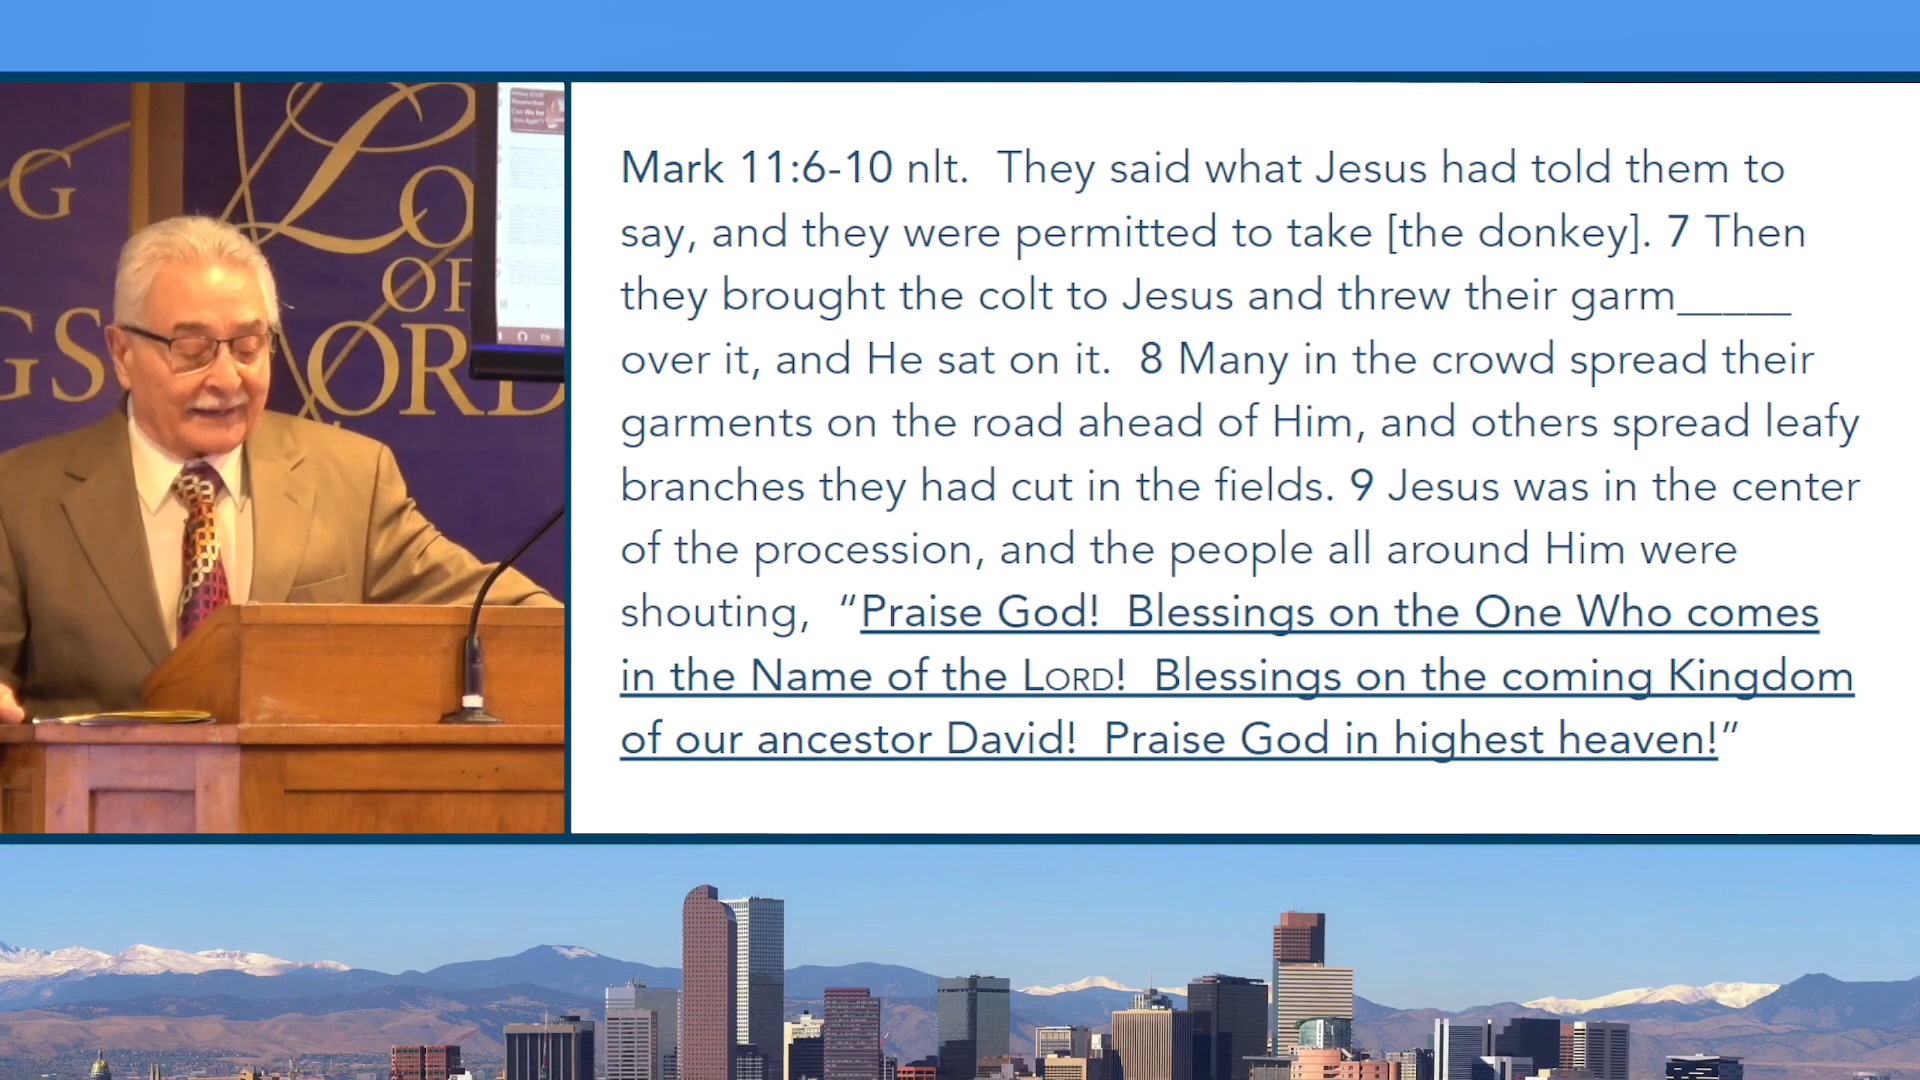 G
GS
LO
OF
ORD
Mark 11:6-10 nlt.  They said what Jesus had told them to
say, and they were permitted to take [the donkey]. 7 Then
they brought the colt to Jesus and threw their garm_____
over it, and He sat on it.  8 Many in the crowd spread their
garments on the road ahead of Him, and others spread leafy
branches they had cut in the fields. 9 Jesus was in the center
of the procession, and the people all around Him were
shouting,  “Praise God!  Blessings on the One Who comes
in the Name of the LORD!  Blessings on the coming Kingdom
of our ancestor David!  Praise God in highest heaven!”